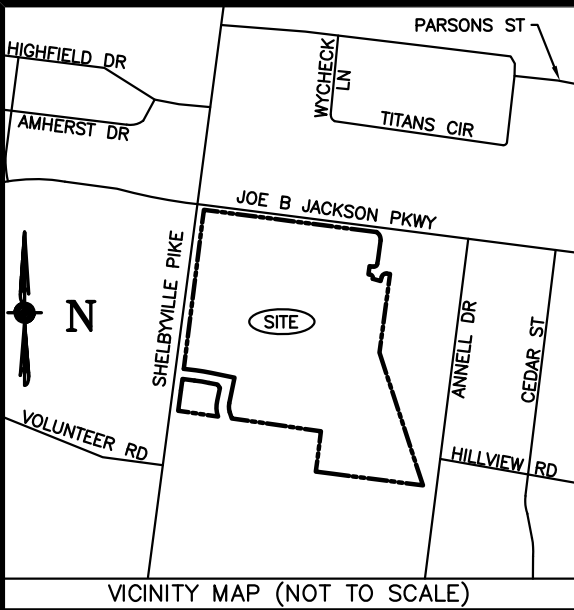 PARSONS ST
HIGHFIELD DR
WYCHECK
LN
AMHERST DR
TITANS CIR
JOE B JACKSON PKWY
SHELBYVILLE PIKE
N
SITE
ANNELL DR
CEDAR ST
VOLUNTEER RD
HILLVIEW RD
VICINITY MAP (NOT TO SCALE)